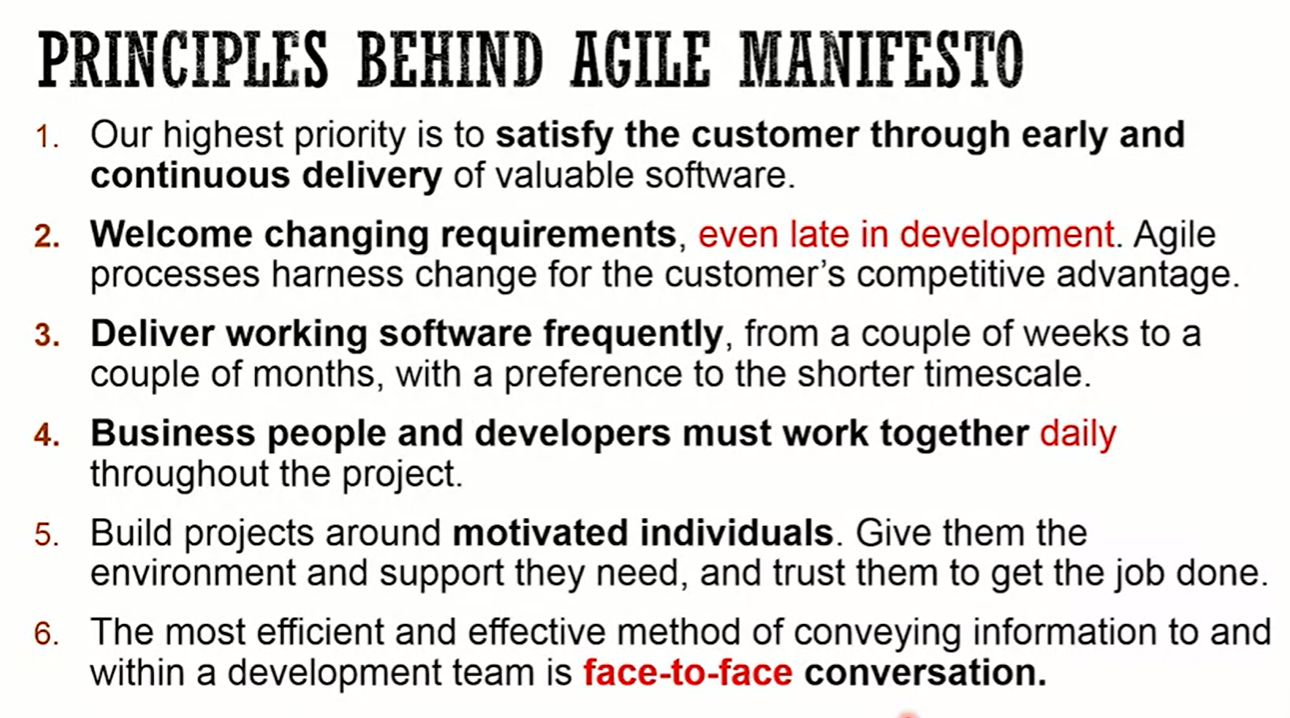 PRINCIPLES BEHIND AGILE MANIFESTO
1. Our highest priority is to satisfy the customer through early and
continuous delivery of valuable software.
2. Welcome changing requirements, even late in development. Agile
processes harness change for the customer’s competitive advantage.
3. Deliver working software frequently, from a couple of weeks to a
couple of months, with a preference to the shorter timescale.
4. Business people and developers must work together daily
throughout the project.
5. Build projects around motivated individuals. Give them the
environment and support they need, and trust them to get the job done.
6. The most efficient and effective method of conveying information to and
within a development team is face-to-face conversation.